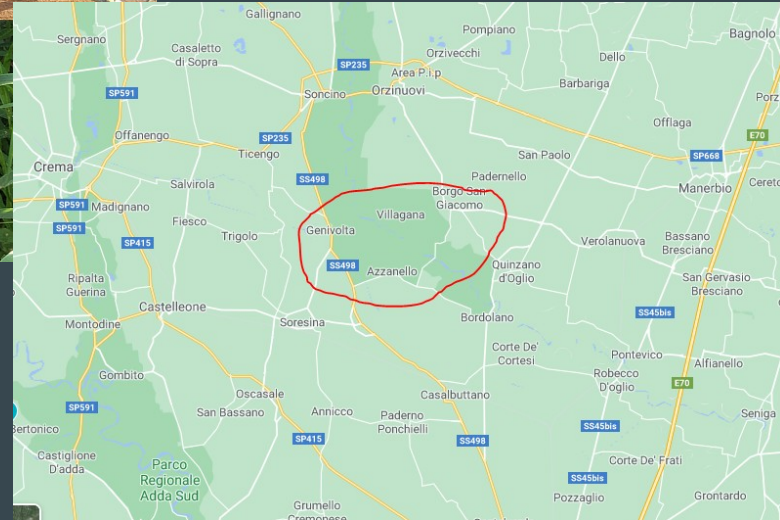 Gallignano
Pompiano
Bagnolo
Sergnano
Casaletto
di Sopra
Orzivecchi
Dello
SP235
Area P.i.p
Barbariga
SP591
Soncino
Orzinuovi
Offlaga
E70
Offanengo
SP235
Ticengo
San Paolo
SP668
Crema
SS498
Padernello
Salvirola
Borgo San
Giacomo
Manerbio
SP591
Madignano
Villagana
SP591
Fiesco
Genivolta
Trigolo
SP415
Verolanuova
Bassano
Bresciano
SS498
Azzanello
Quinzano
d'Oglio
Ripalta
Guerina
San Gervasio
Bresciano
Castelleone
Montodine
Soresina
Bordolano
SS45bis
Corte De'
Cortesi
Pontevico
Alfianello
Gombito
Robecco
D'oglio
E70
Oscasale
Casalbuttano
SP591
San Bassano
Annicco
Paderno
Ponchielli
Seniga
SP415
SS498
SS45bis
Castiglione
D'adda
Parco
Regionale
Adda Sud
Corte De' Frati
SS45bis
Pozzaglio
Grontardo
Grumello